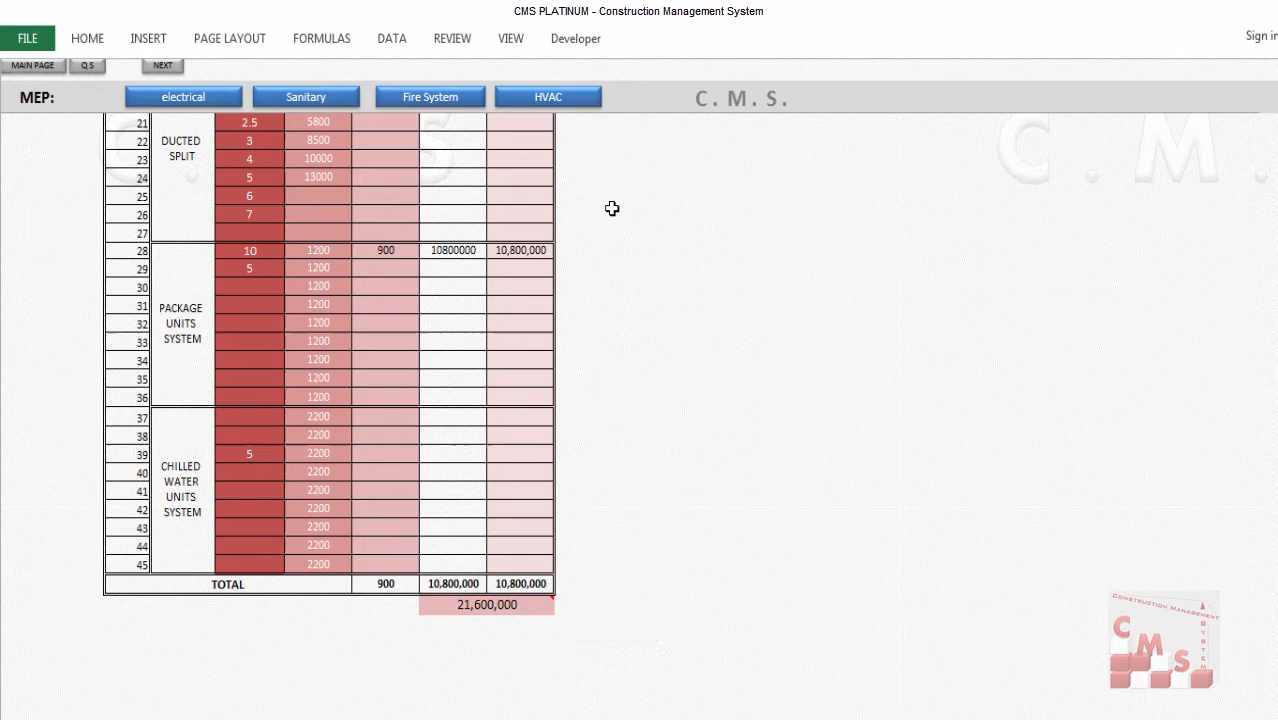 CMS PLATINUM - Construction Management System
FILE HOME INSERT PAGE LAYOUT FORMULAS DATA REVIEW VIEW Developer Sign in
MAIN PAGE Q S NEXT
MEP: electrical Sanitary Fire System HVAC C . M . S .
C . M .
S
21 2.5 5800
22 DUCTED 3 8500
23 SPLIT 4 10000
24 5 13000
25 6
26 7
27
28 10 1200 900 10800000 10,800,000
29 5 1200
30 1200
31 PACKAGE 1200
32 UNITS 1200
33 SYSTEM 1200
34 1200
35 1200
36 1200
37 2200
38 2200
39 5 2200
40 CHILLED 2200
41 WATER 2200
42 UNITS 2200
43 SYSTEM 2200
44 2200
45 2200
TOTAL 900 10,800,000 10,800,000
21,600,000
CONSTRUCTION MANAGEMENT
SYSTEM
C M S